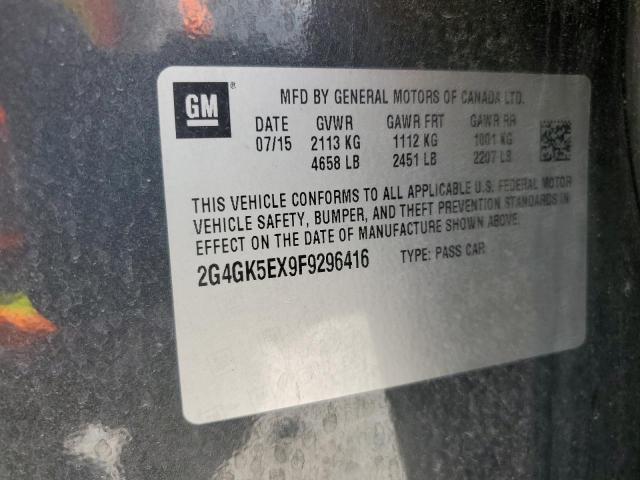 GM ®
MFD BY GENERAL MOTORS OF CANADA LTD.
DATE GVWR GAWR FRT GAWR RR
07/15 2113 KG 1112 KG 1001 KG
4658 LB 2451 LB 2207 LB
THIS VEHICLE CONFORMS TO ALL APPLICABLE U.S. FEDERAL MOTOR
VEHICLE SAFETY, BUMPER, AND THEFT PREVENTION STANDARDS IN
EFFECT ON THE DATE OF MANUFACTURE SHOWN ABOVE.
2G4GK5EX9F9296416 TYPE: PASS CAR